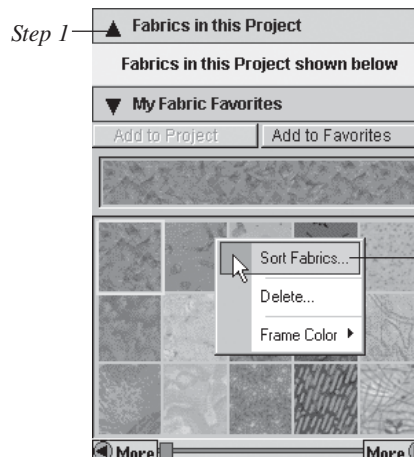 Step 1
Fabrics in this Project
Fabrics in this Project shown below
My Fabric Favorites
Add to Project
Add to Favorites
Sort Fabrics...
Delete...
Frame Color
More
More